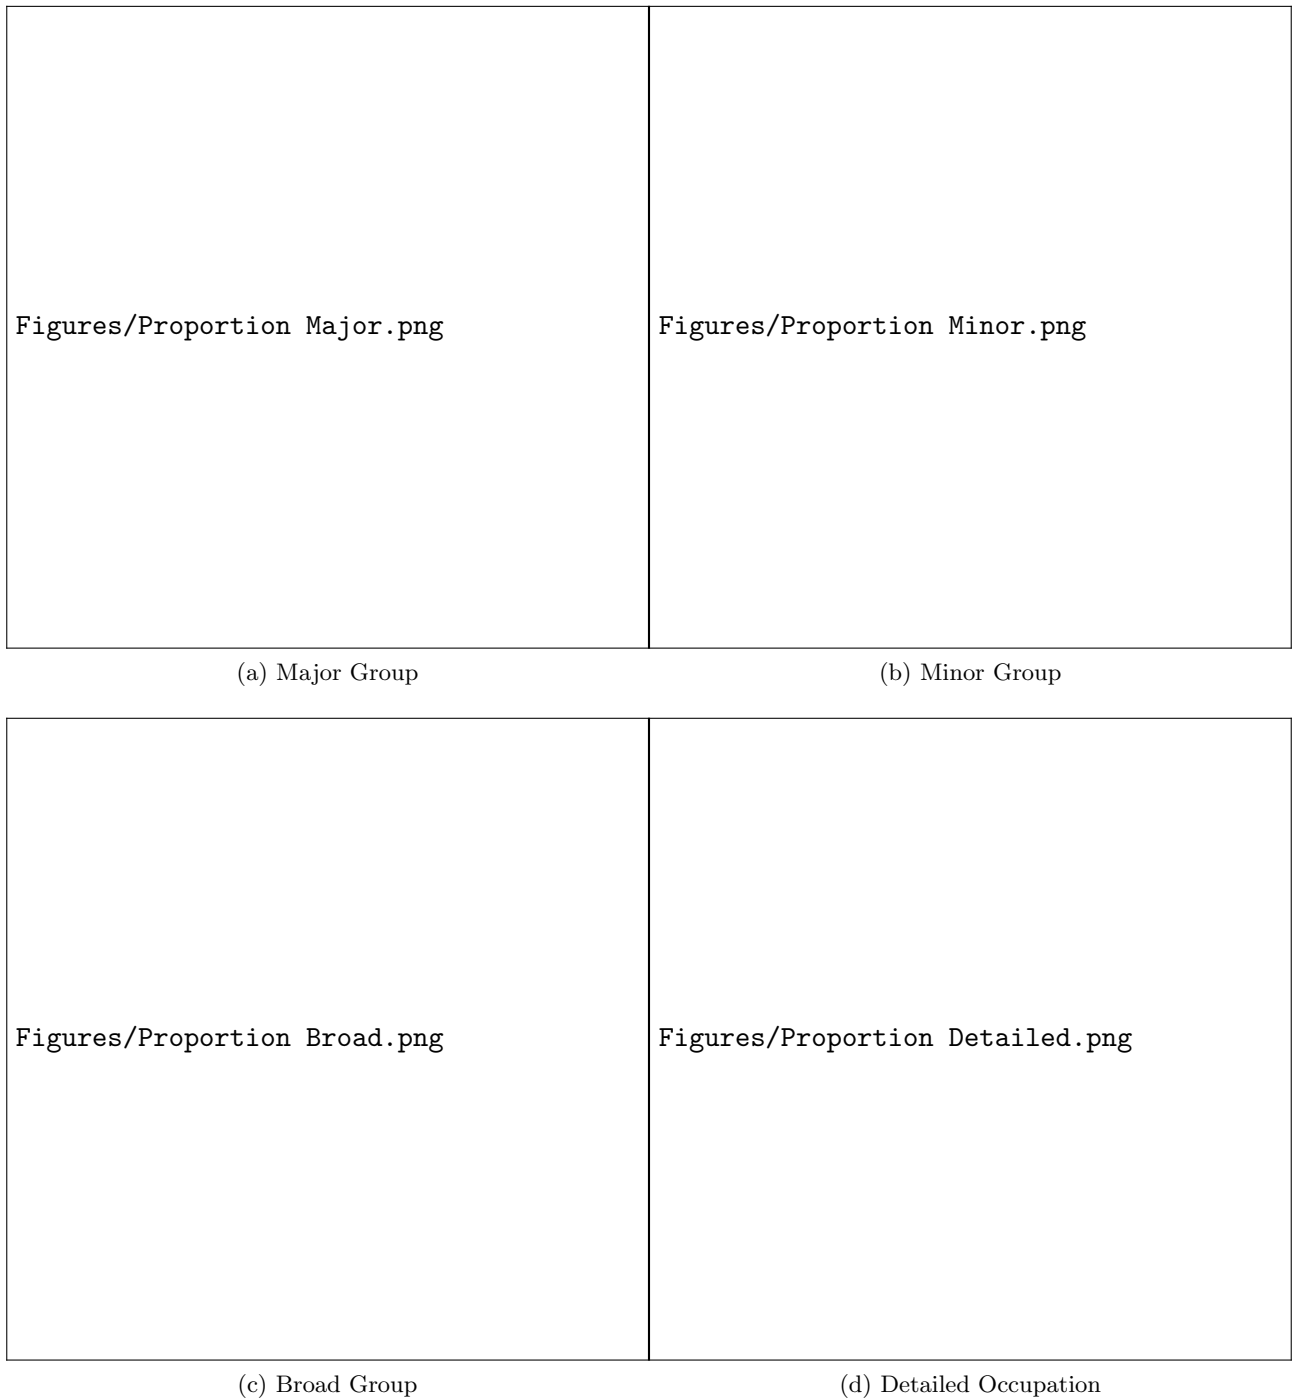 Figures/Proportion Major.png
Figures/Proportion Minor.png
(a) Major Group
(b) Minor Group
Figures/Proportion Broad.png
Figures/Proportion Detailed.png
(c) Broad Group
(d) Detailed Occupation